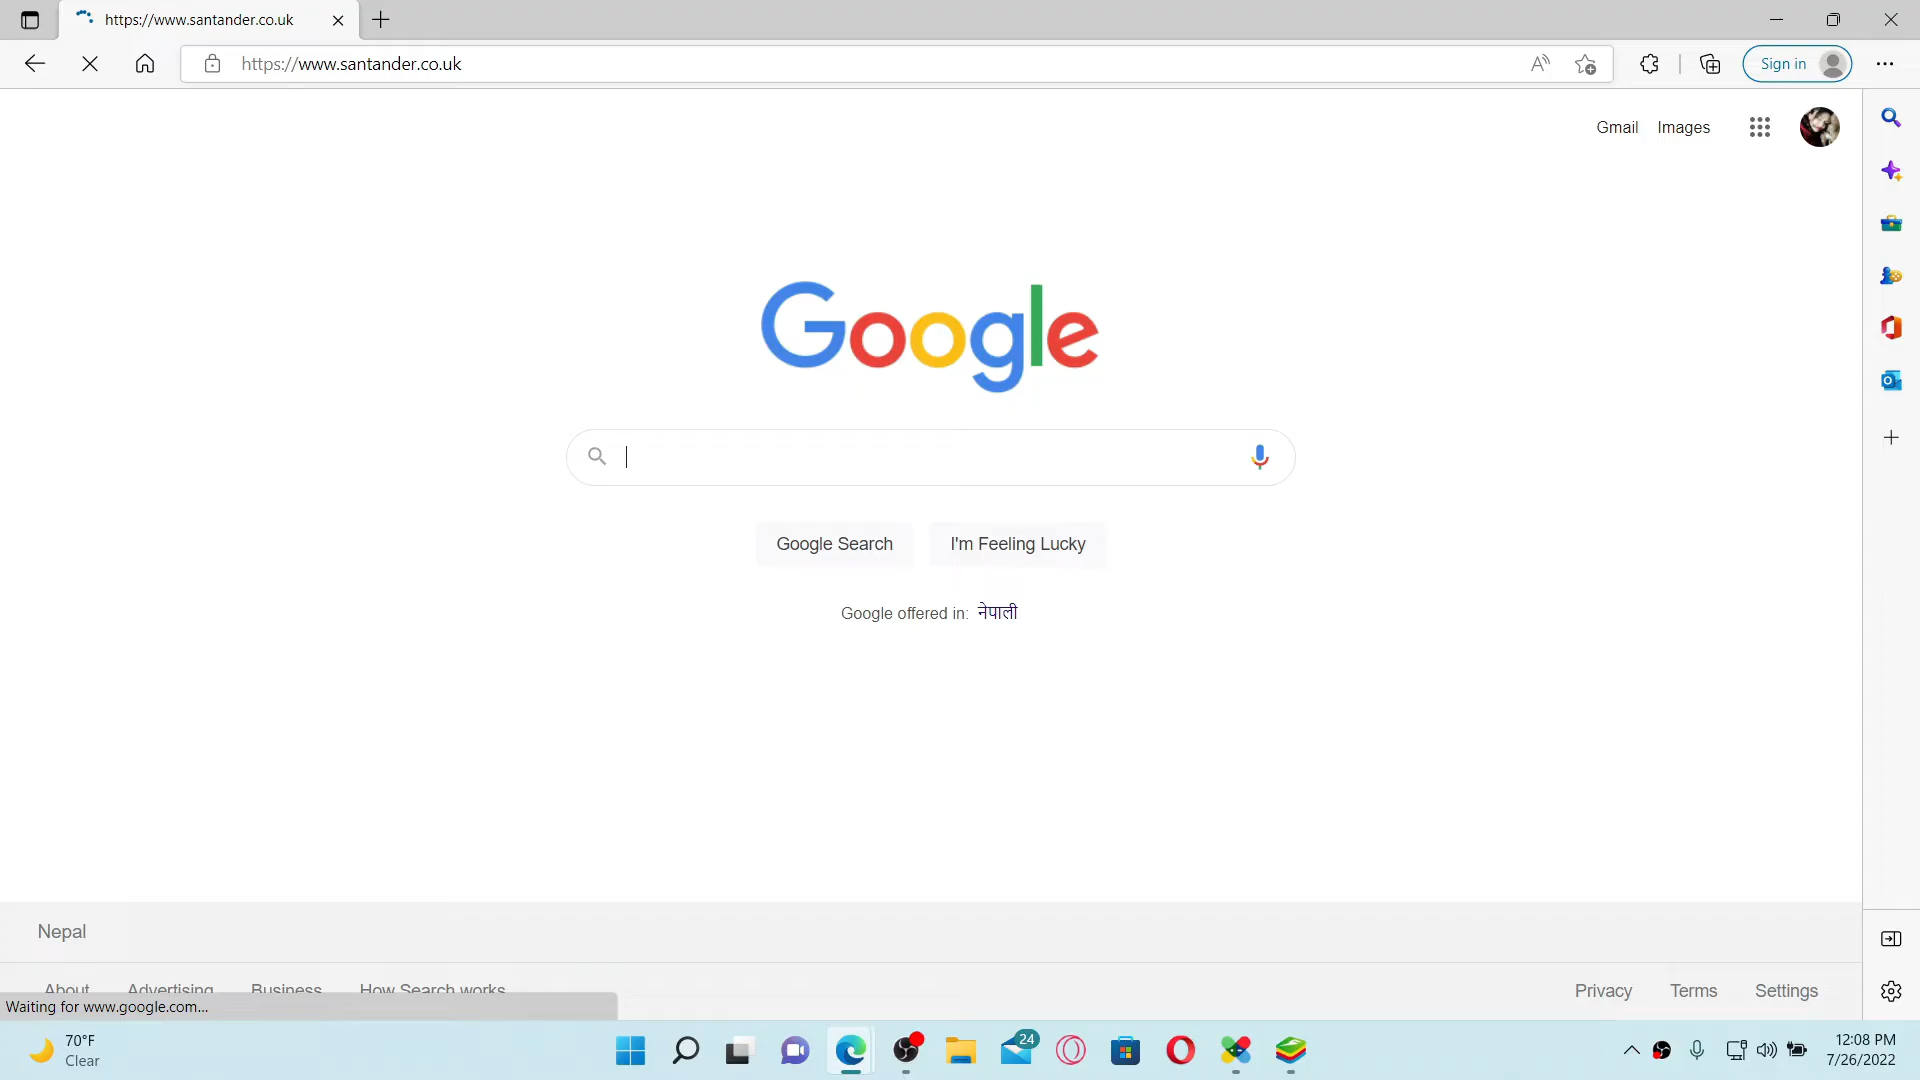 https://www.santander.co.uk
https://www.santander.co.uk
Sign in
Gmail Images
Google
Google Search I'm Feeling Lucky
Google offered in: नेपाली
Nepal
About Advertising Business How Search works
Privacy Terms Settings
Waiting for www.google.com...
70°F
Clear
24
12:08 PM
7/26/2022